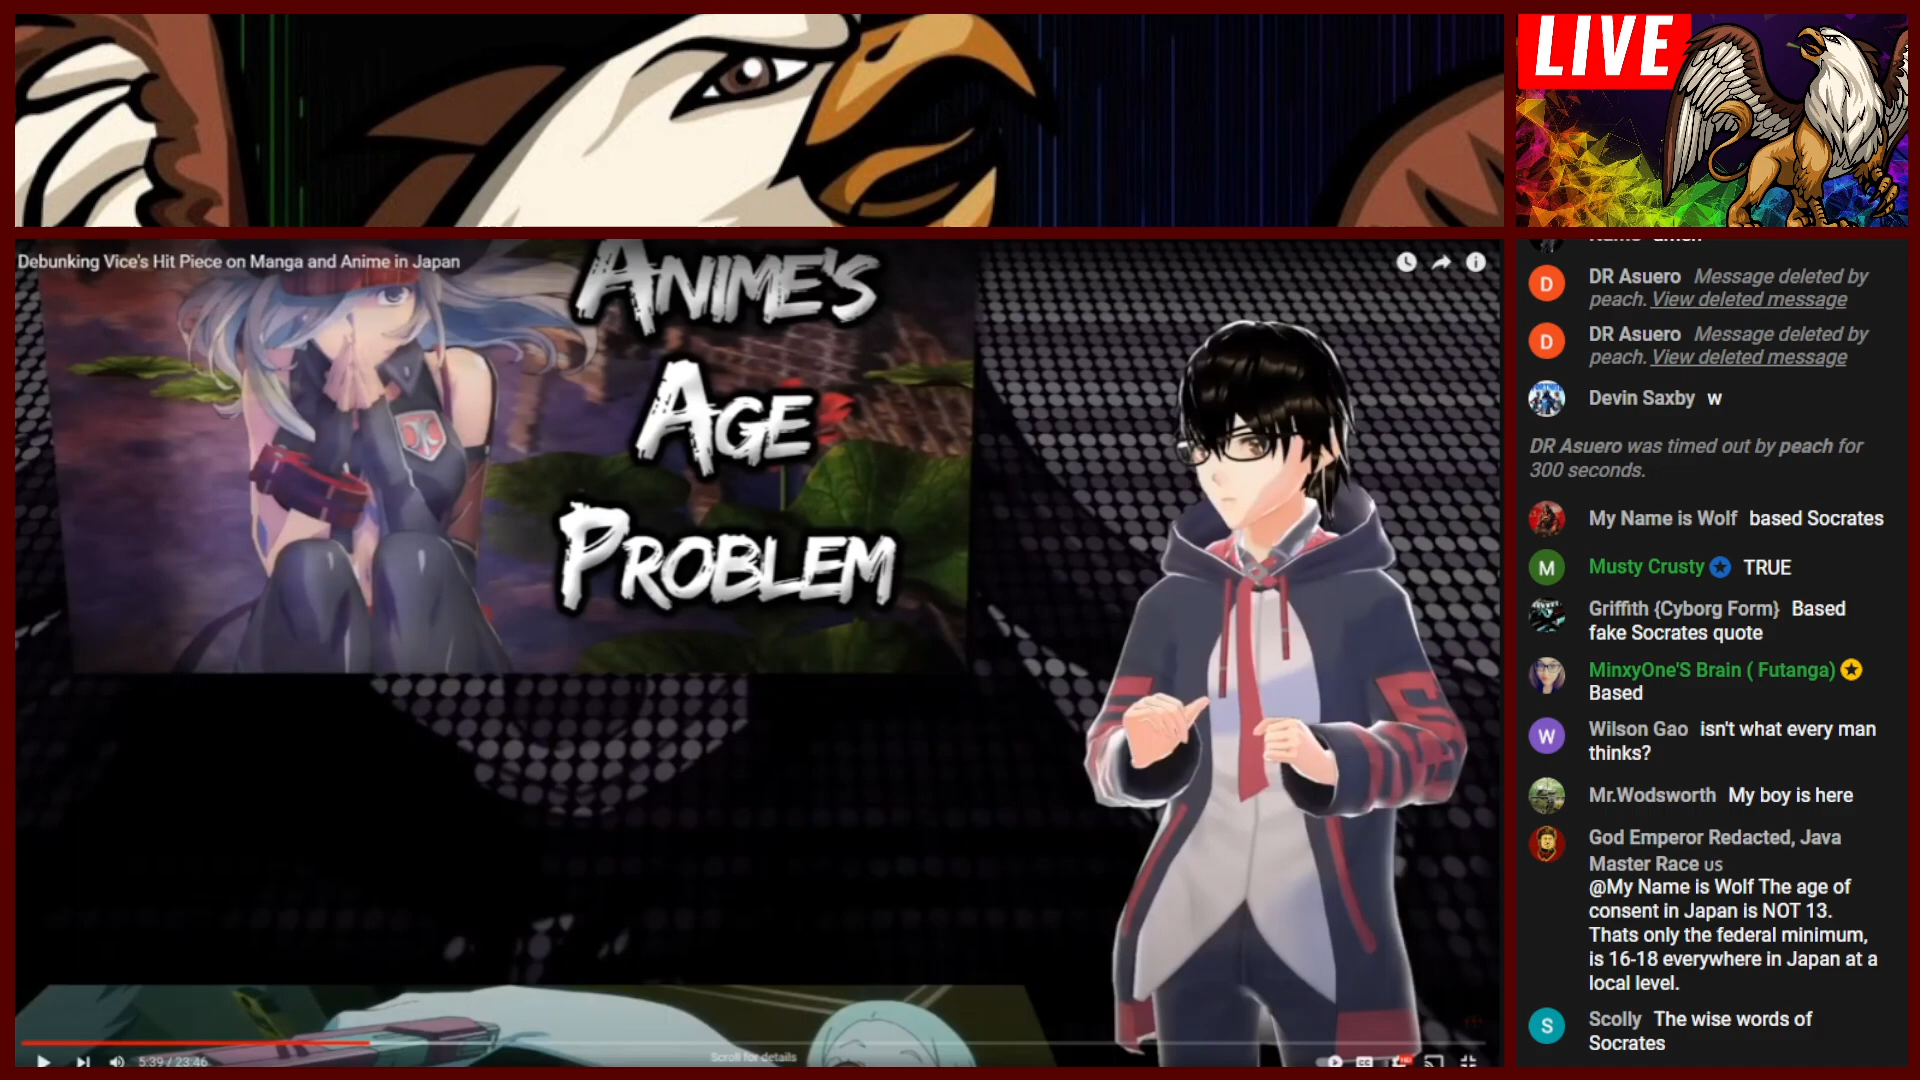 LIVE
Debunking Vice's Hit Piece on Manga and Anime in Japan
ANIME'S
AGE
PROBLEM
5:39 / 23:46
Scroll for details
CC
HD
D
DR Asuero Message deleted by
peach. View deleted message
D
DR Asuero Message deleted by
peach. View deleted message
Devin Saxby w
DR Asuero was timed out by peach for
300 seconds.
My Name is Wolf based Socrates
M
Musty Crusty TRUE
Griffith {Cyborg Form} Based
fake Socrates quote
MinxyOne'S Brain ( Futanga)
Based
W
Wilson Gao isn't what every man
thinks?
Mr.Wodsworth My boy is here
God Emperor Redacted, Java
Master Race US
@My Name is Wolf The age of
consent in Japan is NOT 13.
Thats only the federal minimum,
is 16-18 everywhere in Japan at a
local level.
S
Scolly The wise words of
Socrates